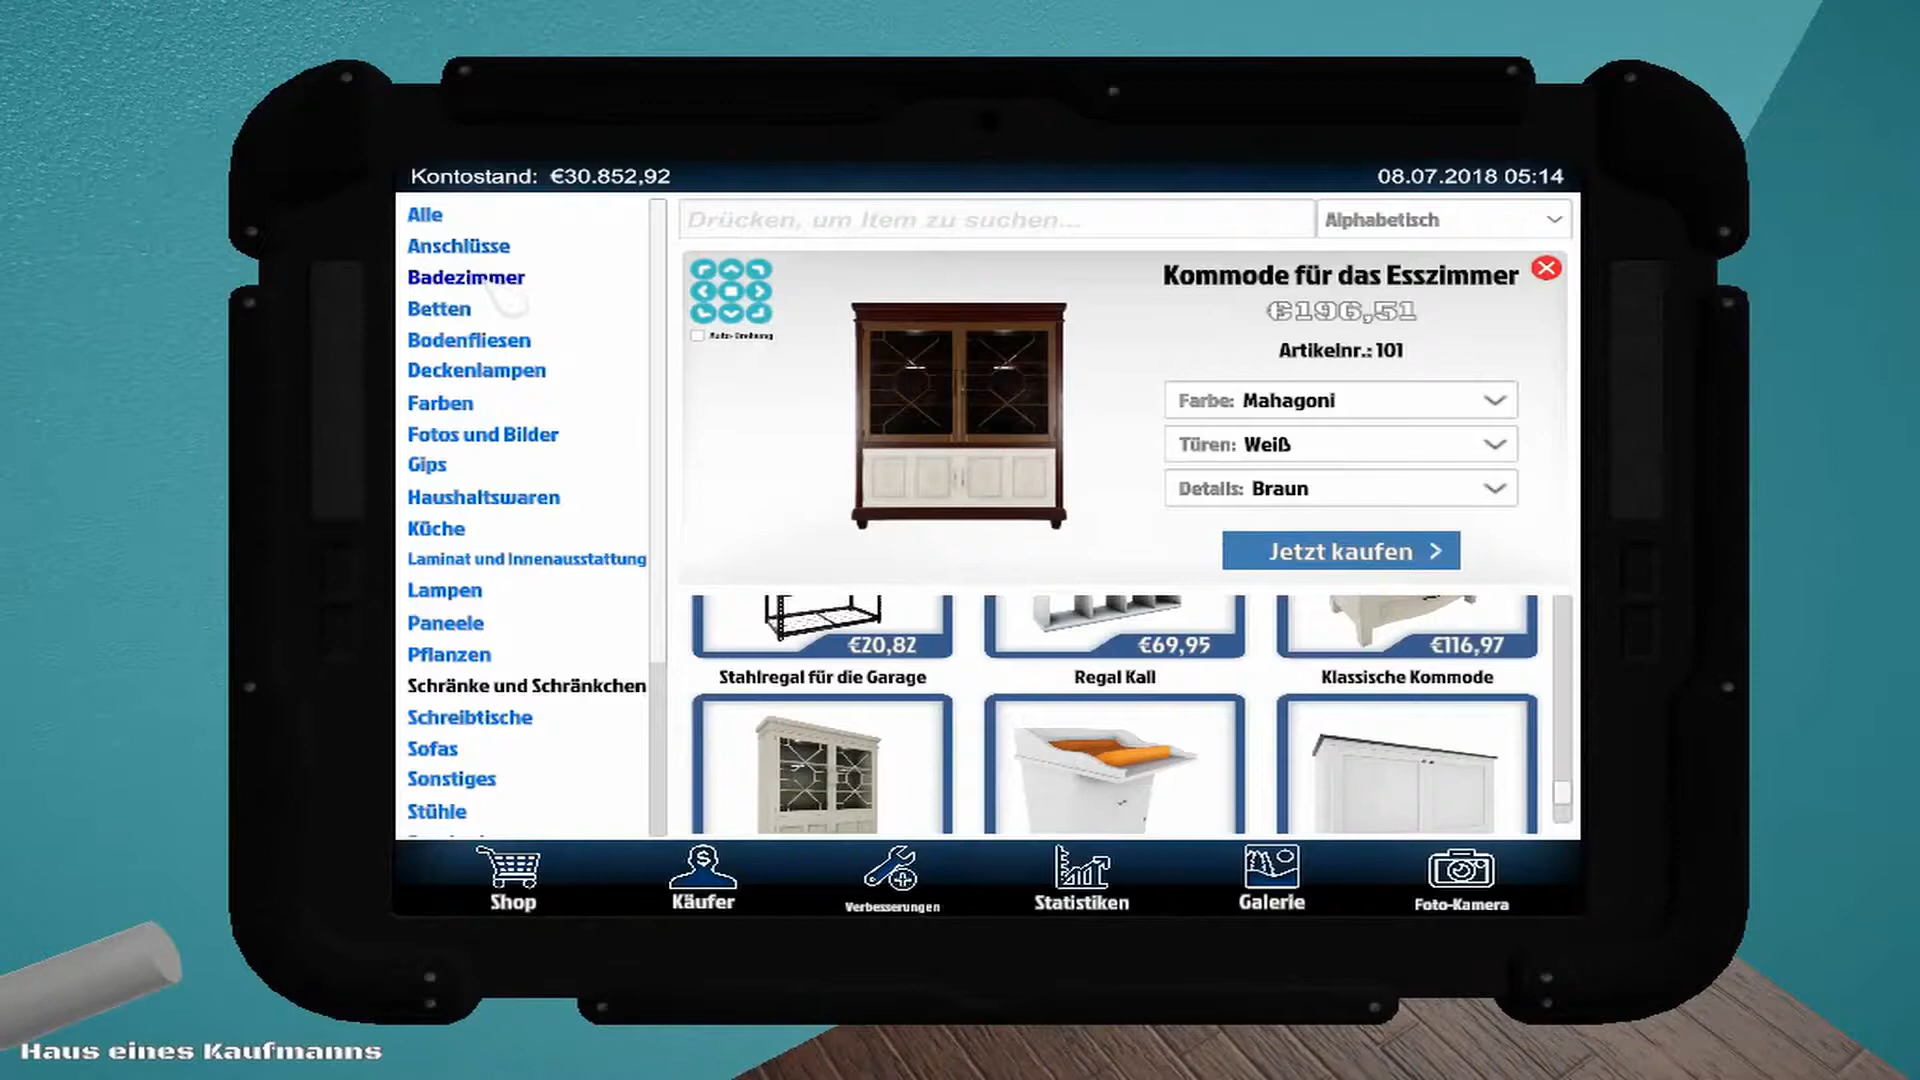 Kontostand: €30.852,92
08.07.2018 05:14
Alle
Anschlüsse
Badezimmer
Betten
Bodenfliesen
Deckenlampen
Farben
Fotos und Bilder
Gips
Haushaltswaren
Küche
Laminat und Innenausstattung
Lampen
Paneele
Pflanzen
Schränke und Schränkchen
Schreibtische
Sofas
Sonstiges
Stühle
Drücken, um Item zu suchen...
Alphabetisch
Auto-Drehung
Kommode für das Esszimmer
€196,51
Artikelnr.: 101
Farbe: Mahagoni
Türen: Weiß
Details: Braun
Jetzt kaufen
€20,82
€69,95
€116,97
Stahlregal für die Garage
Regal Kall
Klassische Kommode
Shop
Käufer
Verbesserungen
Statistiken
Galerie
Foto-Kamera
Haus eines Kaufmanns